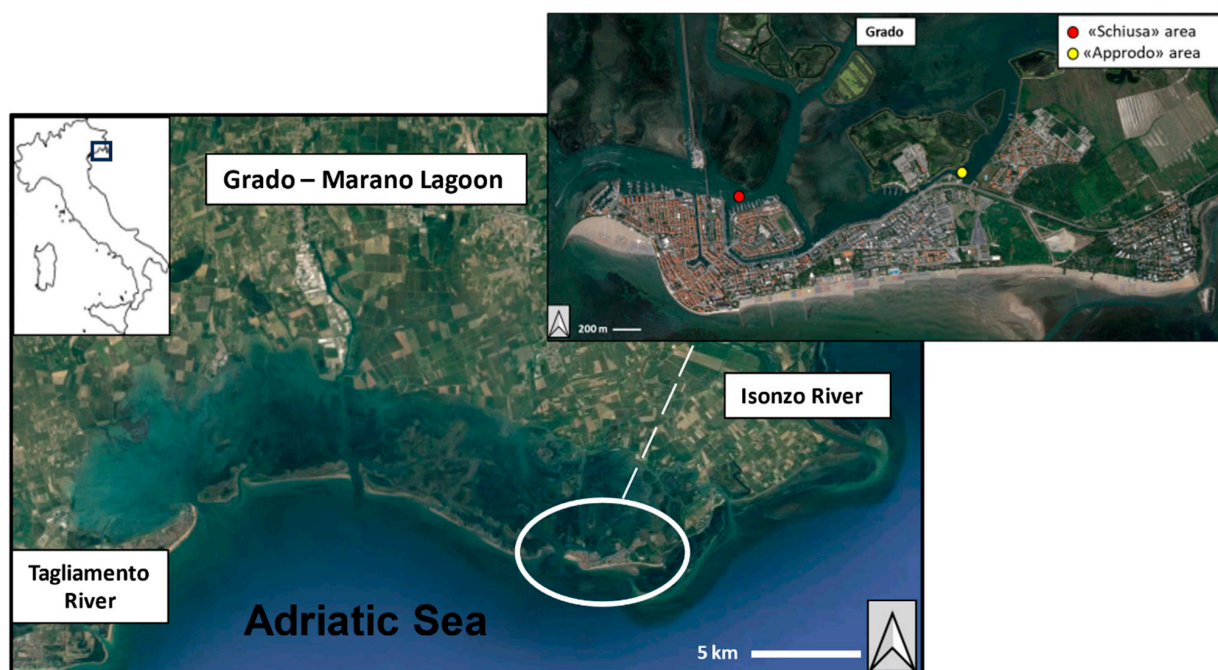 Grado
«Schiusa» area
«Approdo» area
Grado – Marano Lagoon
200 m
Isonzo River
Tagliamento
River
Adriatic Sea
5 km